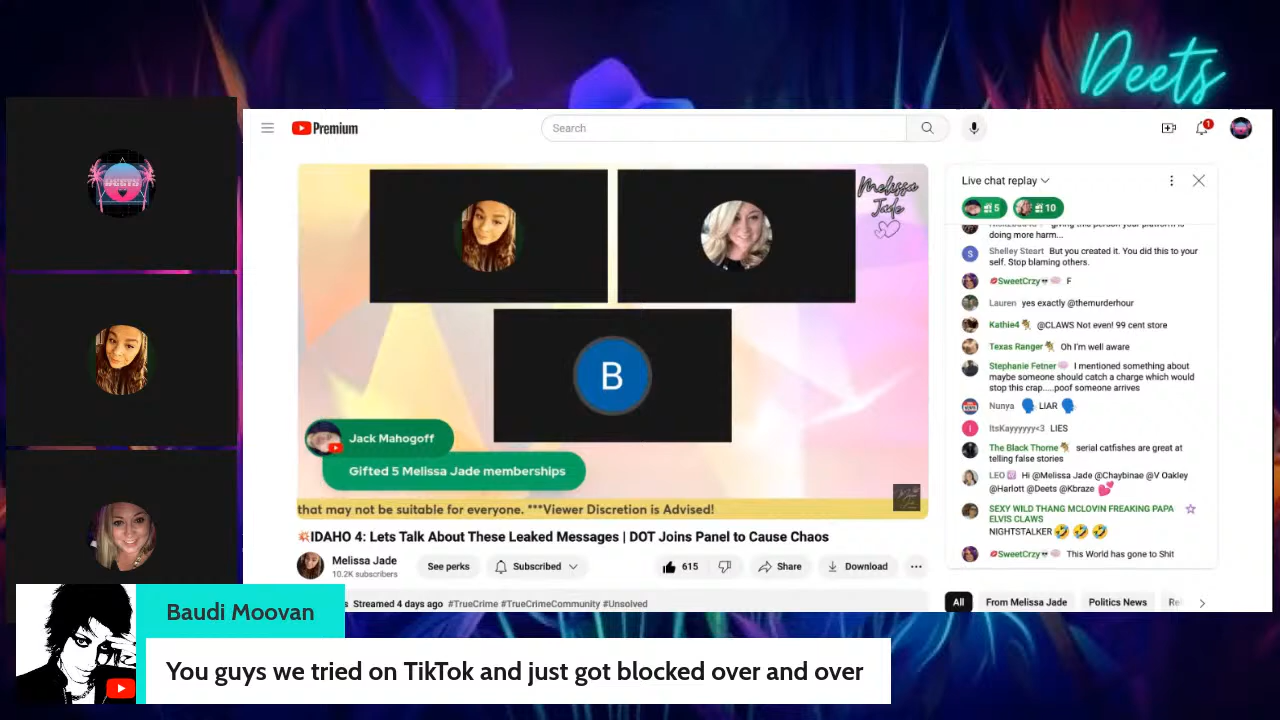 Deets
Premium
Search
1
Melissa
Jade
B
Jack Mahogoff
Gifted 5 Melissa Jade memberships
that may not be suitable for everyone. ***Viewer Discretion is Advised!
💥IDAHO 4: Lets Talk About These Leaked Messages | DOT Joins Panel to Cause Chaos
Melissa Jade
10.2K subscribers
See perks
Subscribed
615
Share
Download
Streamed 4 days ago #TrueCrime #TrueCrimeCommunity #Unsolved
Live chat replay
5
10
giving this person your platform is
doing more harm...
Shelley Steart But you created it. You did this to your
self. Stop blaming others.
💋SweetCrzy💀🧠 F
Lauren yes exactly @themurderhour
Kathie4 @CLAWS Not even! 99 cent store
Texas Ranger Oh I'm well aware
Stephanie Fetner🧠 I mentioned something about
maybe someone should catch a charge which would
stop this crap.....poof someone arrives
Nunya 🗣️ LIAR 🗣️
ItsKayyyyyy<3 LIES
The Black Thorne serial catfishes are great at
telling false stories
LEO Hi @Melissa Jade @Chaybinae @V Oakley
@Harlott @Deets @Kbraze 💕
SEXY WILD THANG MCLOVIN FREAKING PAPA
ELVIS CLAWS
NIGHTSTALKER 🤣🤣🤣
💋SweetCrzy💀🧠 This World has gone to Shit
All
From Melissa Jade
Politics News
Baudi Moovan
You guys we tried on TikTok and just got blocked over and over